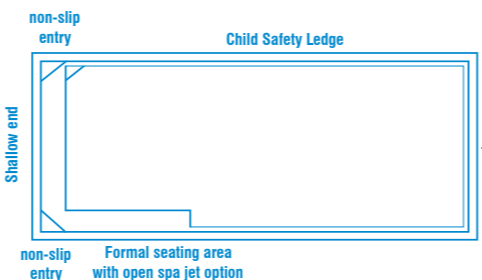 non-slip
entry
Child Safety Ledge
Shallow end
non-slip
entry
Formal seating area
with open spa jet option